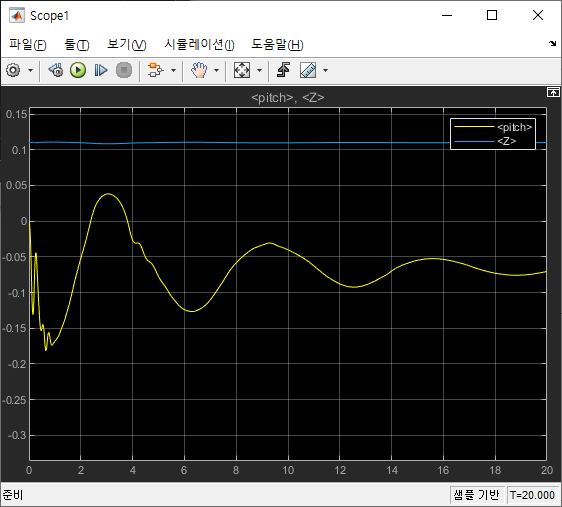 Scope1
파일(F) 툴(T) 보기(V) 시뮬레이션(I) 도움말(H)
<pitch>, <Z>
<pitch>
<Z>
0.15
0.1
0.05
0
-0.05
-0.1
-0.15
-0.2
-0.25
-0.3
0 2 4 6 8 10 12 14 16 18 20
준비 샘플 기반 T=20.000